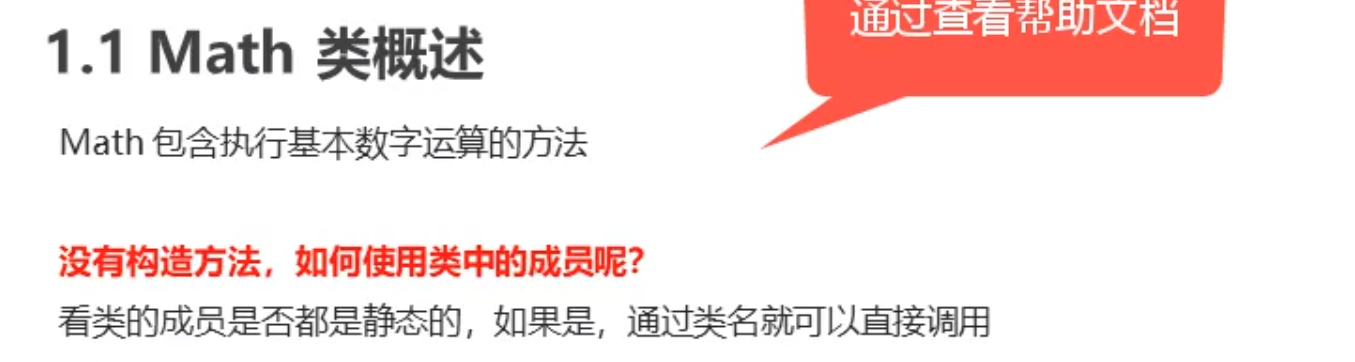 通过查看帮助文档
1.1 Math 类概述
Math 包含执行基本数字运算的方法
没有构造方法，如何使用类中的成员呢？
看类的成员是否都是静态的，如果是，通过类名就可以直接调用